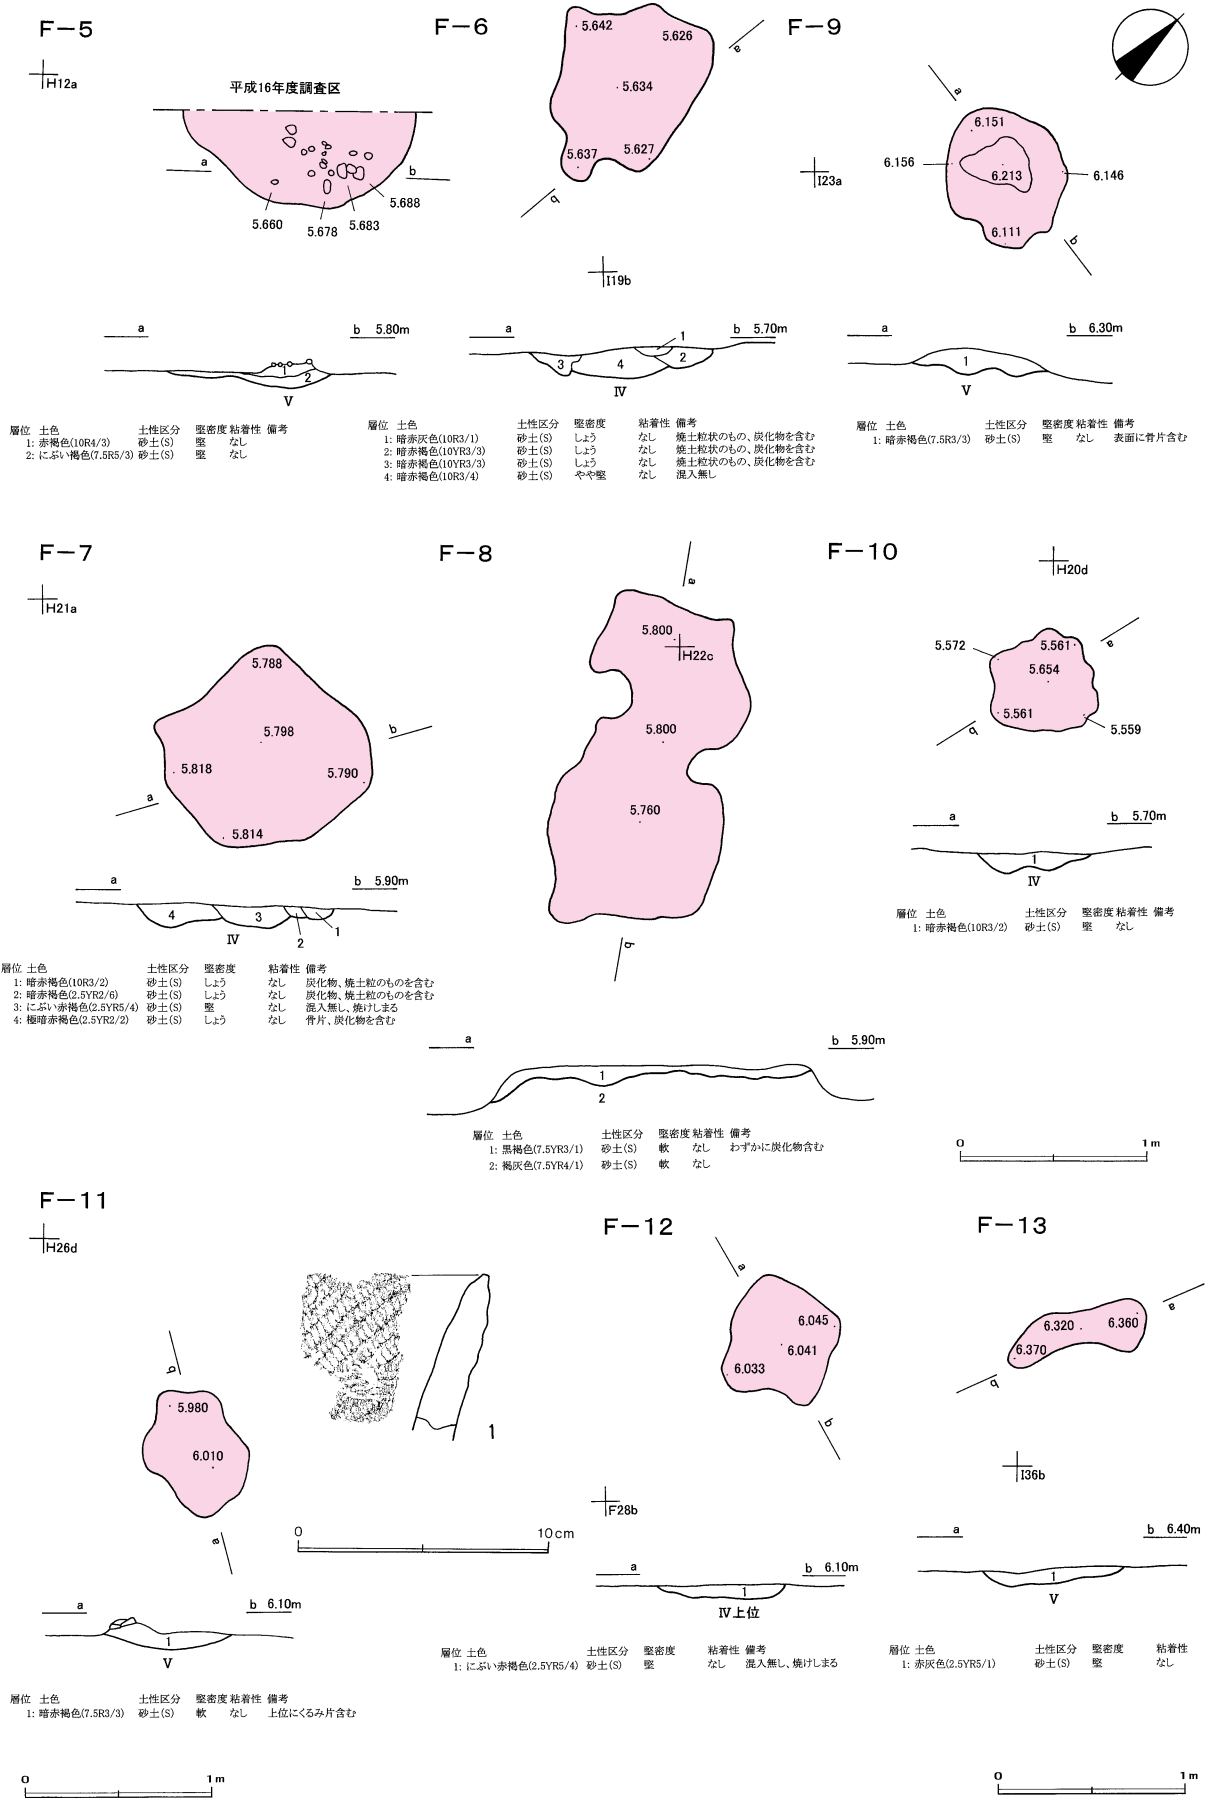 F－5
H12a
平成16年度調査区
a
b
5.660
5.678
5.683
5.688
a
b 5.80m
1
2
V
層位 土色 土性区分 堅密度 粘着性 備考
1: 赤褐色(10R4/3) 砂土(S) 堅 なし
2: にぶい褐色(7.5R5/3) 砂土(S) 堅 なし
F－6
5.642
5.626
5.634
5.637
5.627
a
b
I19b
a
b 5.70m
1
2
3
4
IV
層位 土色 土性区分 堅密度 粘着性 備考
1: 暗赤灰色(10R3/1) 砂土(S) しょう なし 焼土粒状のもの、炭化物を含む
2: 暗赤褐色(10YR3/3) 砂土(S) しょう なし 焼土粒状のもの、炭化物を含む
3: 暗赤褐色(10YR3/3) 砂土(S) しょう なし 焼土粒状のもの、炭化物を含む
4: 暗赤褐色(10R3/4) 砂土(S) やや堅 なし 混入無し
F－9
a
6.151
6.156
I23a
6.213
6.146
6.111
b
a
b 6.30m
1
V
層位 土色 土性区分 堅密度 粘着性 備考
1: 暗赤褐色(7.5R3/3) 砂土(S) 堅 なし 表面に骨片含む
F－7
H21a
5.788
5.798
b
5.818
5.790
a
5.814
a
b 5.90m
4
3
2
1
IV
層位 土色 土性区分 堅密度 粘着性 備考
1: 暗赤褐色(10R3/2) 砂土(S) しょう なし 炭化物、焼土粒のものを含む
2: 暗赤褐色(2.5YR2/6) 砂土(S) しょう なし 炭化物、焼土粒のものを含む
3: にぶい赤褐色(2.5YR5/4) 砂土(S) 堅 なし 混入無し、焼けしまる
4: 極暗赤褐色(2.5YR2/2) 砂土(S) しょう なし 骨片、炭化物を含む
F－8
a
5.800
H22c
5.800
5.760
b
a
b 5.90m
1
2
層位 土色 土性区分 堅密度 粘着性 備考
1: 黒褐色(7.5YR3/1) 砂土(S) 軟 なし わずかに炭化物含む
2: 褐灰色(7.5YR4/1) 砂土(S) 軟 なし
F－10
H20d
5.572
5.561
a
5.654
5.561
b
5.559
a
b 5.70m
1
IV
層位 土色 土性区分 堅密度 粘着性 備考
1: 暗赤褐色(10R3/2) 砂土(S) 堅 なし
0 1m
F－11
H26d
b
5.980
6.010
a
a
b 6.10m
1
V
層位 土色 土性区分 堅密度 粘着性 備考
1: 暗赤褐色(7.5R3/3) 砂土(S) 軟 なし 上位にくるみ片含む
0 1m
1
0 10cm
F－12
a
6.045
6.041
6.033
b
F28b
a
b 6.10m
1
IV上位
層位 土色 土性区分 堅密度 粘着性 備考
1: にぶい赤褐色(2.5YR5/4) 砂土(S) 堅 なし 混入無し、焼けしまる
F－13
a
6.320
6.360
6.370
b
I36b
a
b 6.40m
1
V
層位 土色 土性区分 堅密度 粘着性
1: 赤灰色(2.5YR5/1) 砂土(S) 堅 なし
0 1m